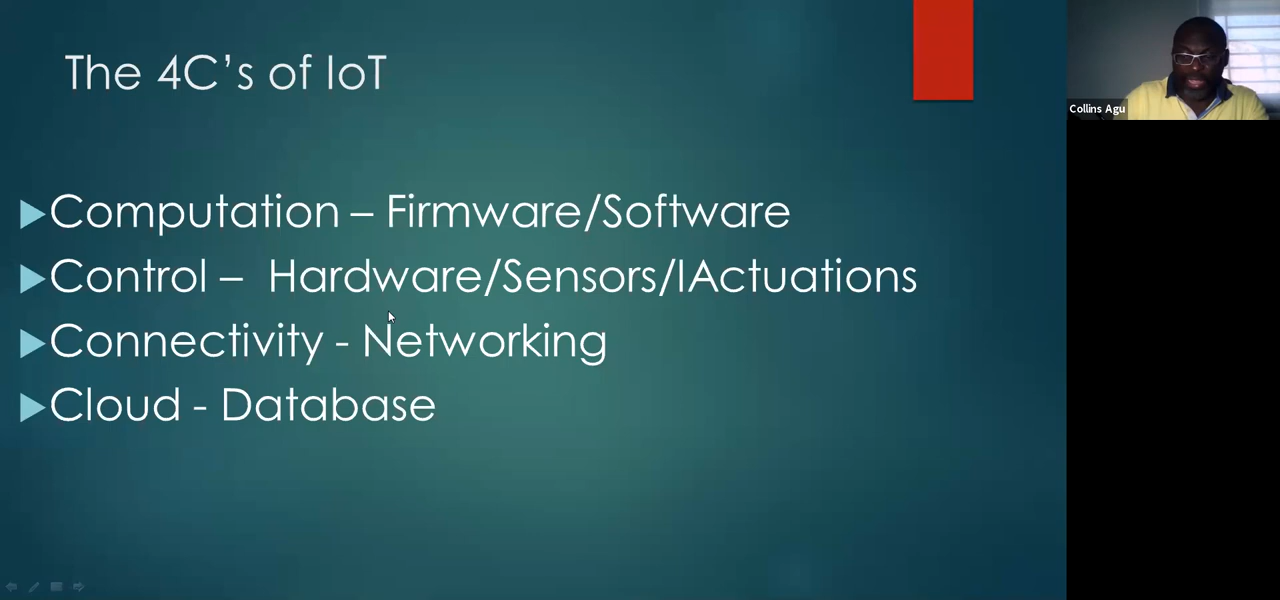 The 4C’s of IoT
Computation – Firmware/Software
Control – Hardware/Sensors/IActuations
Connectivity - Networking
Cloud - Database
Collins Agu